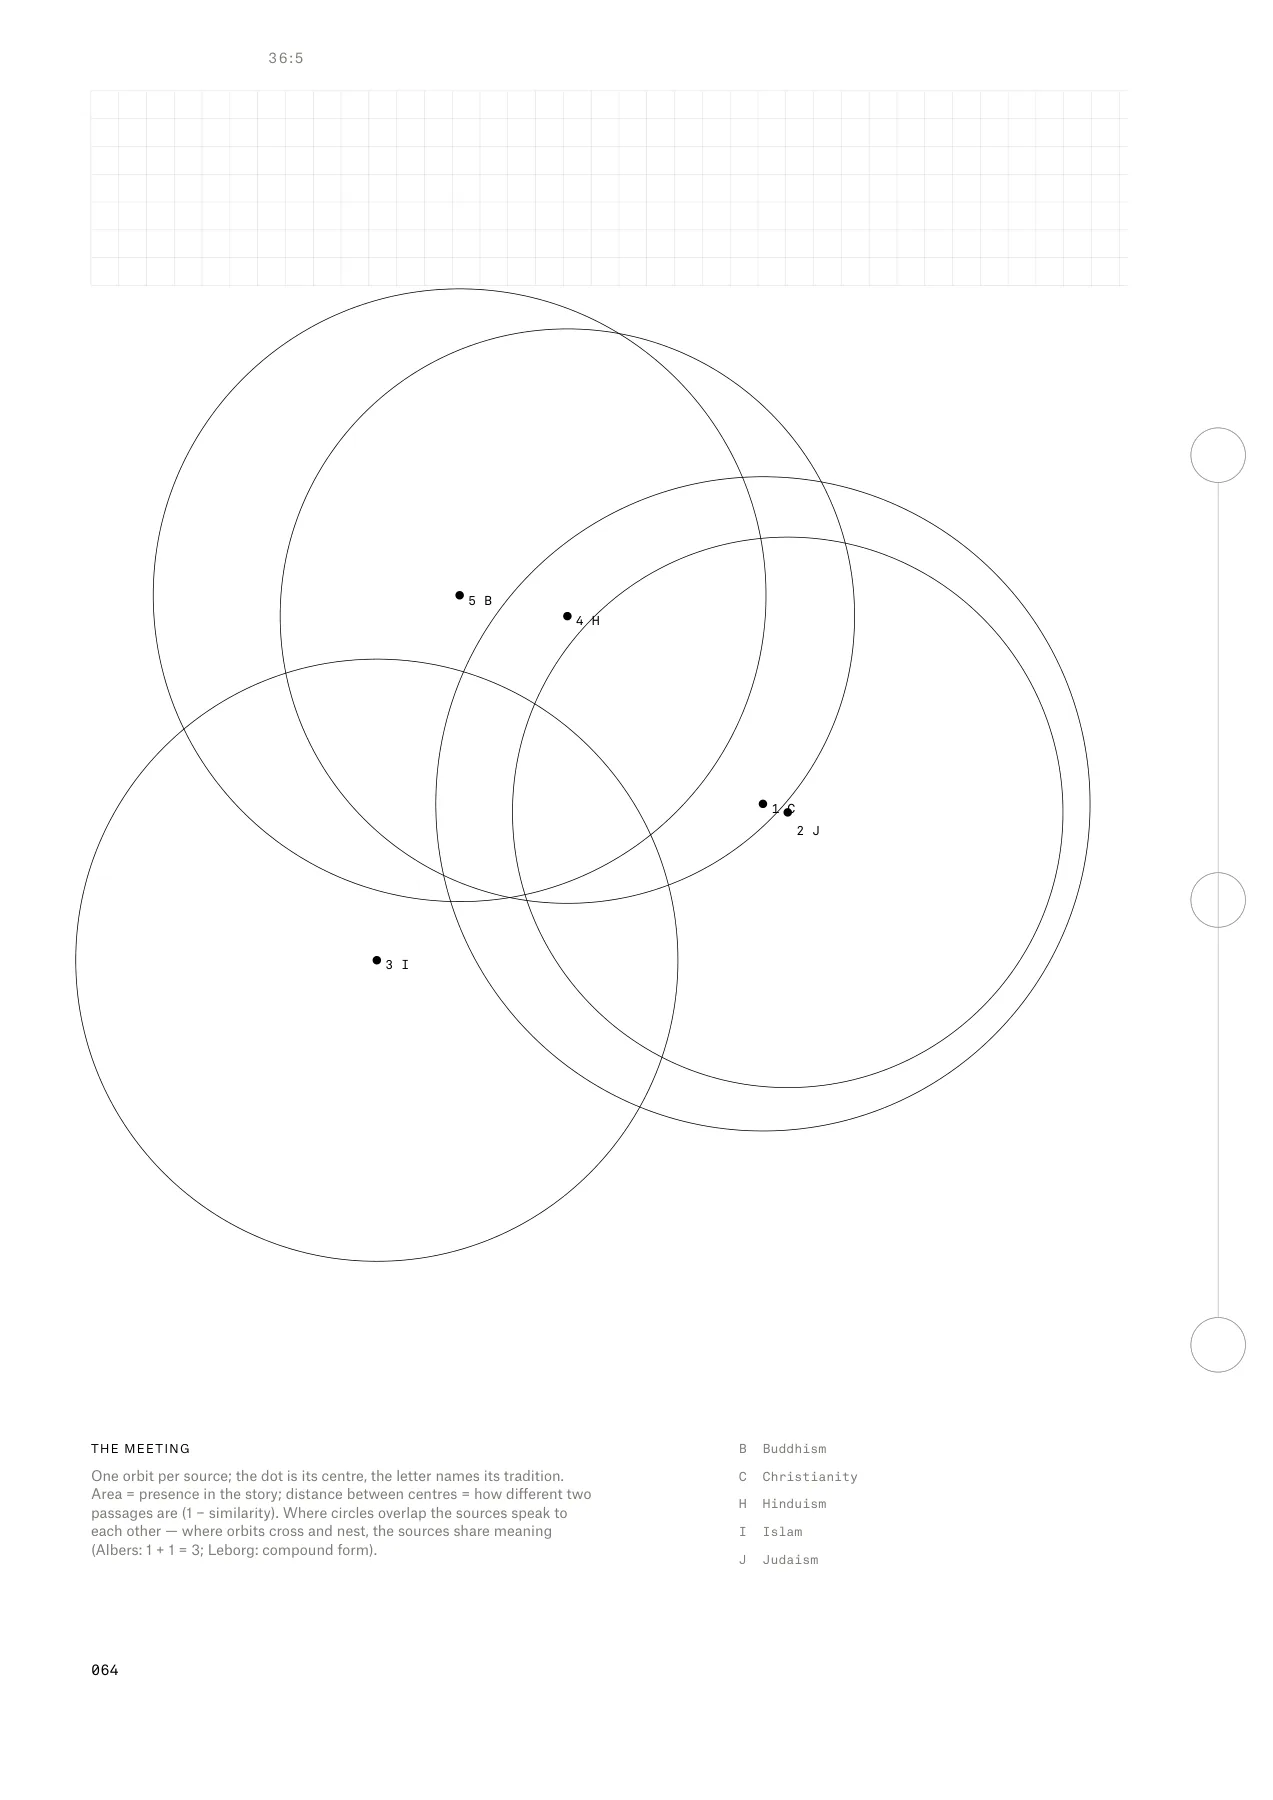 36:5
5 B
4 H
1 C
2 J
3 I
THE MEETING
One orbit per source; the dot is its centre, the letter names its tradition.
Area = presence in the story; distance between centres = how different two
passages are (1 − similarity). Where circles overlap the sources speak to
each other — where orbits cross and nest, the sources share meaning
(Albers: 1 + 1 = 3; Leborg: compound form).
B Buddhism
C Christianity
H Hinduism
I Islam
J Judaism
064